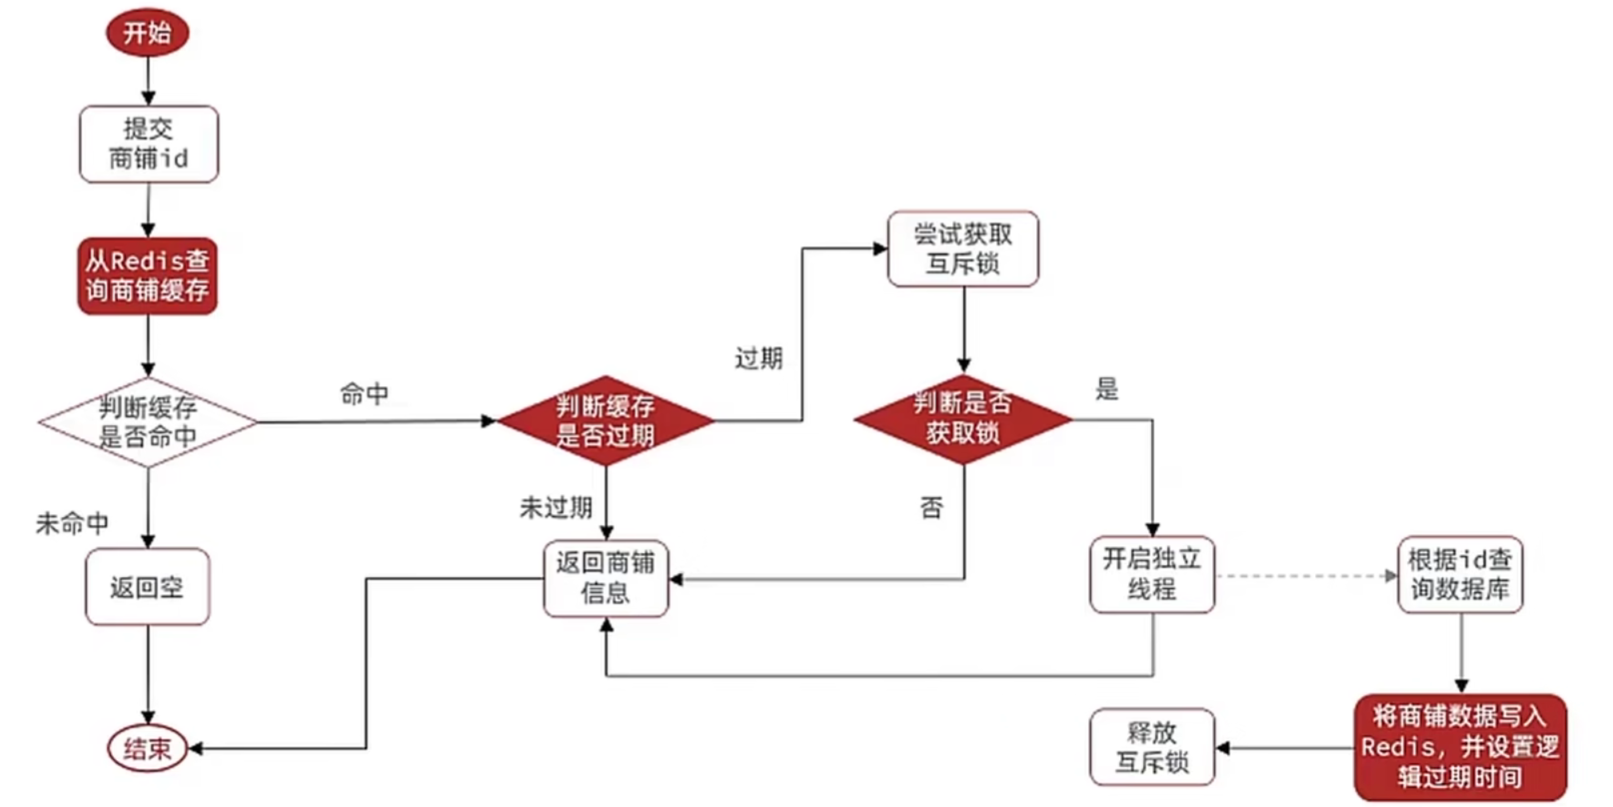 开始
提交
商铺id
从Redis查
询商铺缓存
判断缓存
是否命中
命中
未命中
返回空
结束
判断缓存
是否过期
过期
未过期
返回商铺
信息
尝试获取
互斥锁
判断是否
获取锁
是
否
开启独立
线程
根据id查
询数据库
将商铺数据写入
Redis，并设置逻
辑过期时间
释放
互斥锁